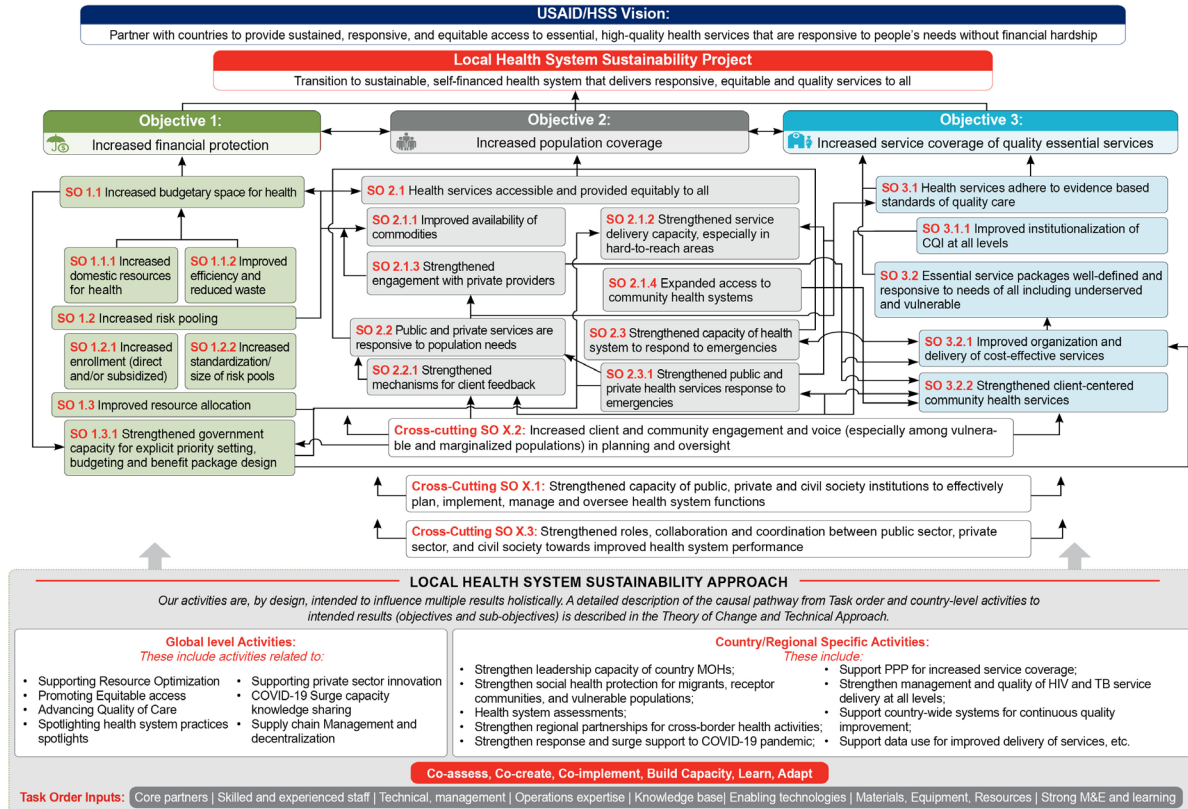 USAID/HSS Vision:
Partner with countries to provide sustained, responsive, and equitable access to essential, high-quality health services that are responsive to people's needs without financial hardship
Local Health System Sustainability Project
Transition to sustainable, self-financed health system that delivers responsive, equitable and quality services to all
Objective 1:
Increased financial protection
Objective 2:
Increased population coverage
Objective 3:
Increased service coverage of quality essential services
SO 1.1 Increased budgetary space for health
SO 1.1.1 Increased
domestic resources
for health
SO 1.1.2 Improved
efficiency and
reduced waste
SO 1.2 Increased risk pooling
SO 1.2.1 Increased
enrollment (direct
and/or subsidized)
SO 1.2.2 Increased
standardization/
size of risk pools
SO 1.3 Improved resource allocation
SO 1.3.1 Strengthened government
capacity for explicit priority setting,
budgeting and benefit package design
SO 2.1 Health services accessible and provided equitably to all
SO 2.1.1 Improved availability of
commodities
SO 2.1.2 Strengthened service
delivery capacity, especially in
hard-to-reach areas
SO 2.1.3 Strengthened
engagement with private providers
SO 2.1.4 Expanded access to
community health systems
SO 2.2 Public and private services are
responsive to population needs
SO 2.3 Strengthened capacity of health
system to respond to emergencies
SO 2.2.1 Strengthened
mechanisms for client feedback
SO 2.3.1 Strengthened public and
private health services response to
emergencies
SO 3.1 Health services adhere to evidence based
standards of quality care
SO 3.1.1 Improved institutionalization of
CQI at all levels
SO 3.2 Essential service packages well-defined and
responsive to needs of all including underserved
and vulnerable
SO 3.2.1 Improved organization and
delivery of cost-effective services
SO 3.2.2 Strengthened client-centered
community health services
Cross-cutting SO X.2: Increased client and community engagement and voice (especially among vulnera-
ble and marginalized populations) in planning and oversight
Cross-Cutting SO X.1: Strengthened capacity of public, private and civil society institutions to effectively
plan, implement, manage and oversee health system functions
Cross-Cutting SO X.3: Strengthened roles, collaboration and coordination between public sector, private
sector, and civil society towards improved health system performance
LOCAL HEALTH SYSTEM SUSTAINABILITY APPROACH
Our activities are, by design, intended to influence multiple results holistically. A detailed description of the causal pathway from Task order and country-level activities to
intended results (objectives and sub-objectives) is described in the Theory of Change and Technical Approach.
Global level Activities:
These include activities related to:
• Supporting Resource Optimization
• Promoting Equitable access
• Advancing Quality of Care
• Spotlighting health system practices
spotlights
• Supporting private sector innovation
• COVID-19 Surge capacity
knowledge sharing
• Supply chain Management and
decentralization
Country/Regional Specific Activities:
These include:
• Strengthen leadership capacity of country MOHs;
• Strengthen social health protection for migrants, receptor
communities, and vulnerable populations;
• Health system assessments;
• Strengthen regional partnerships for cross-border health activities;
• Strengthen response and surge support to COVID-19 pandemic;
• Support PPP for increased service coverage;
• Strengthen management and quality of HIV and TB service
delivery at all levels;
• Support country-wide systems for continuous quality
improvement;
• Support data use for improved delivery of services, etc.
Co-assess, Co-create, Co-implement, Build Capacity, Learn, Adapt
Task Order Inputs: Core partners | Skilled and experienced staff | Technical, management | Operations expertise | Knowledge base| Enabling technologies | Materials, Equipment, Resources | Strong M&E and learning